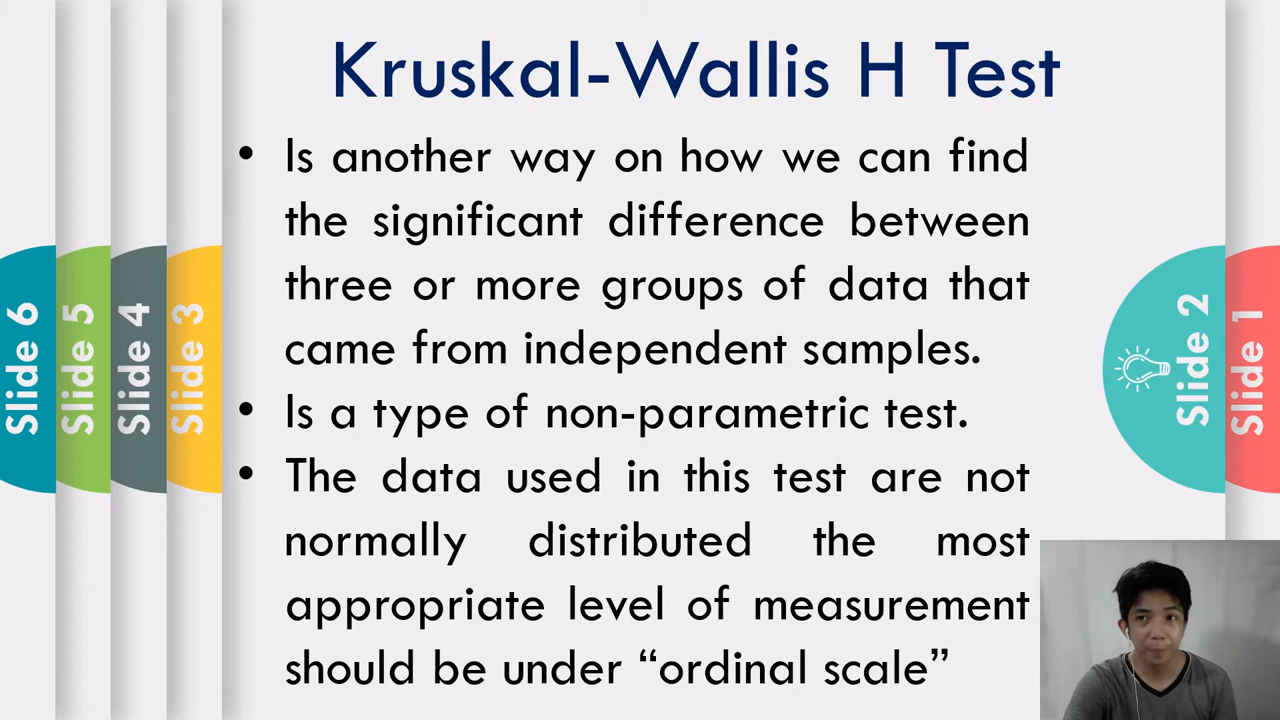 Kruskal-Wallis H Test
• Is another way on how we can find
the significant difference between
three or more groups of data that
came from independent samples.
• Is a type of non-parametric test.
• The data used in this test are not
normally distributed the most
appropriate level of measurement
should be under “ordinal scale”
Slide 6
Slide 5
Slide 4
Slide 3
Slide 2
Slide 1